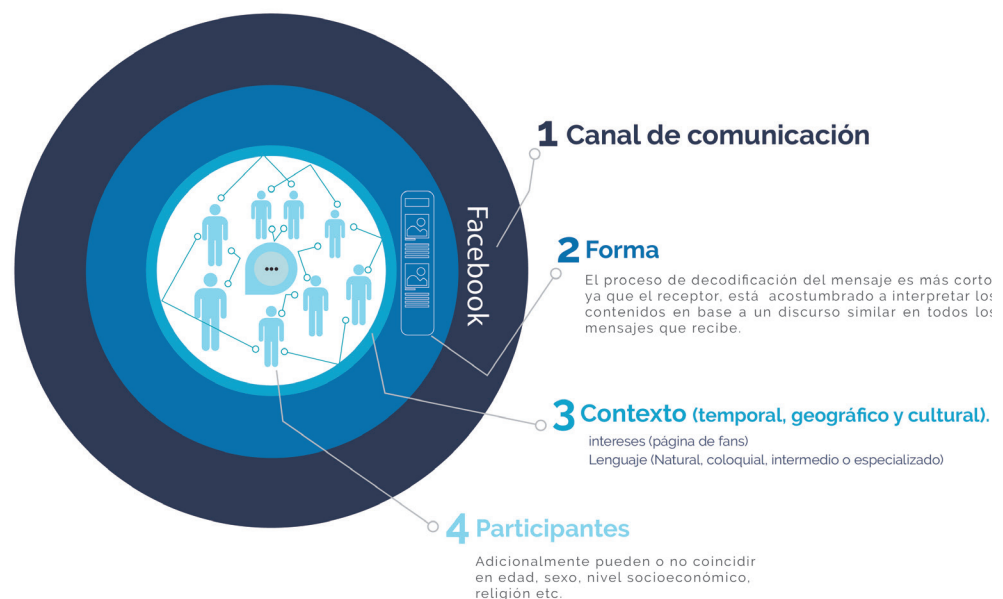 1 Canal de comunicación
Facebook
2 Forma
El proceso de decodificación del mensaje es más corto
ya que el receptor, está acostumbrado a interpretar los
contenidos en base a un discurso similar en todos los
mensajes que recibe.
3 Contexto (temporal, geográfico y cultural).
intereses (página de fans)
Lenguaje (Natural, coloquial, intermedio o especializado)
4 Participantes
Adicionalmente pueden o no coincidir
en edad, sexo, nivel socioeconómico,
religión etc.